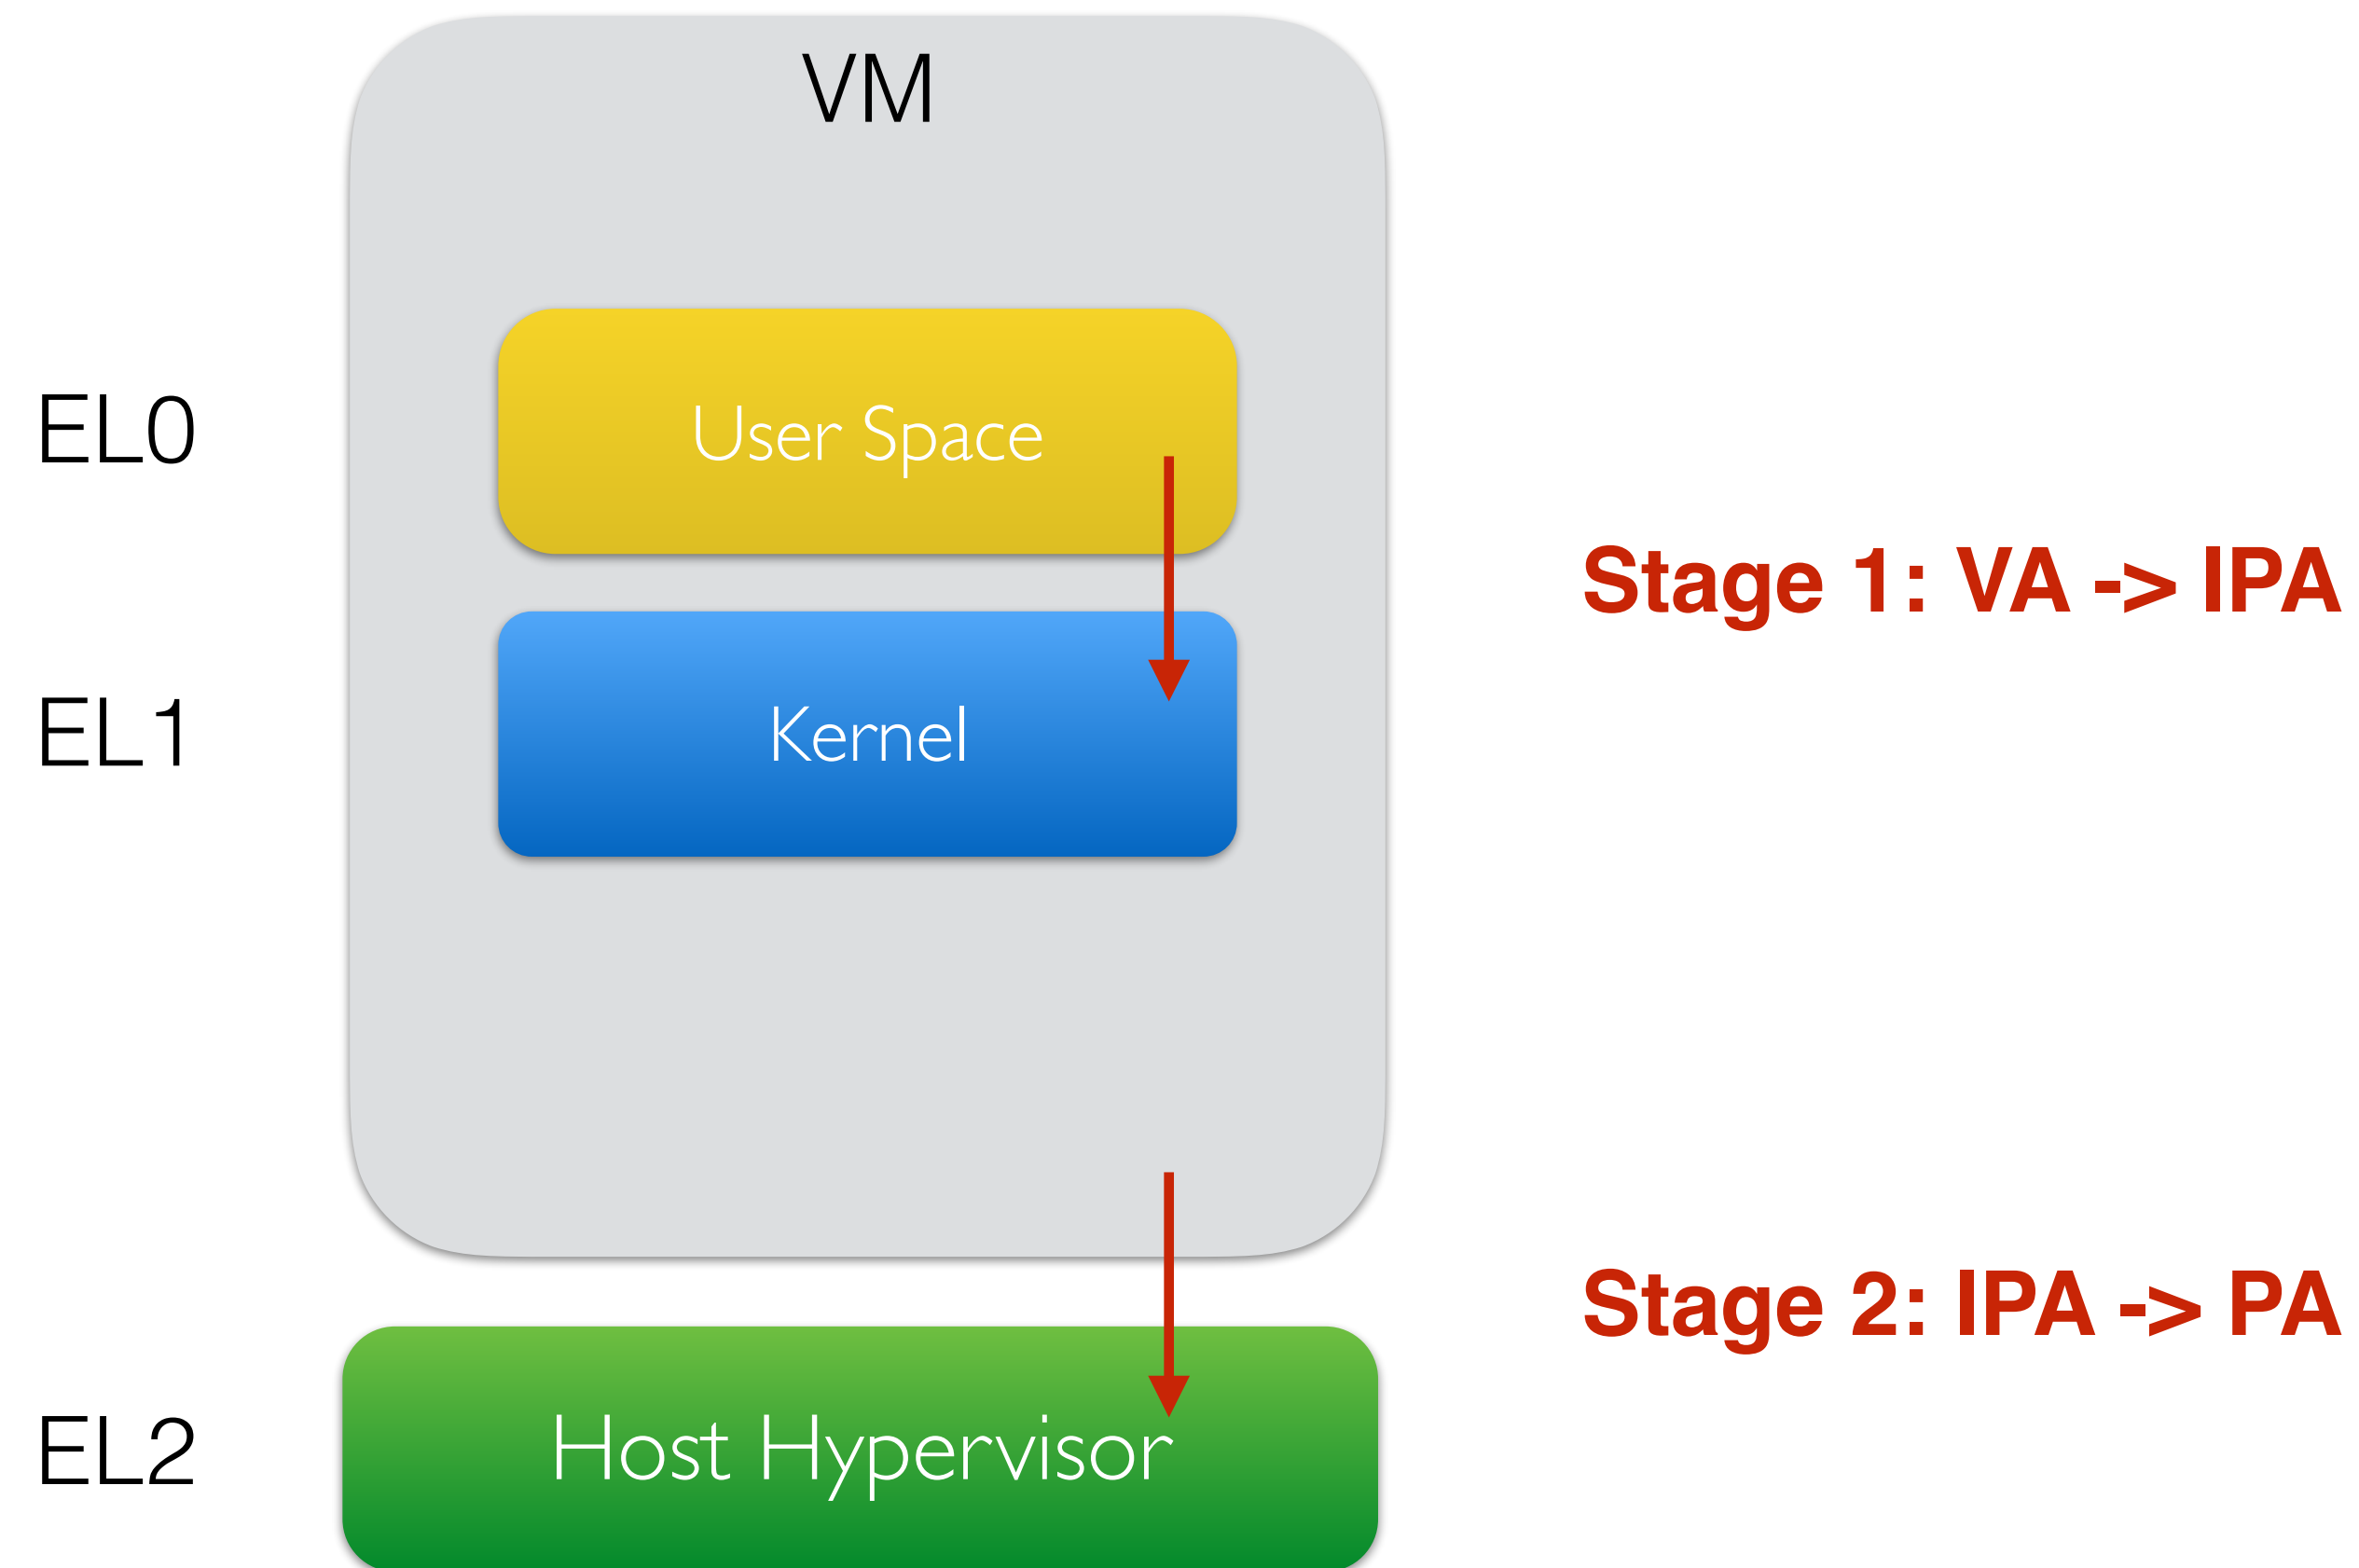 VM
EL0
User Space
Stage 1: VA -> IPA
EL1
Kernel
Stage 2: IPA -> PA
EL2
Host Hypervisor